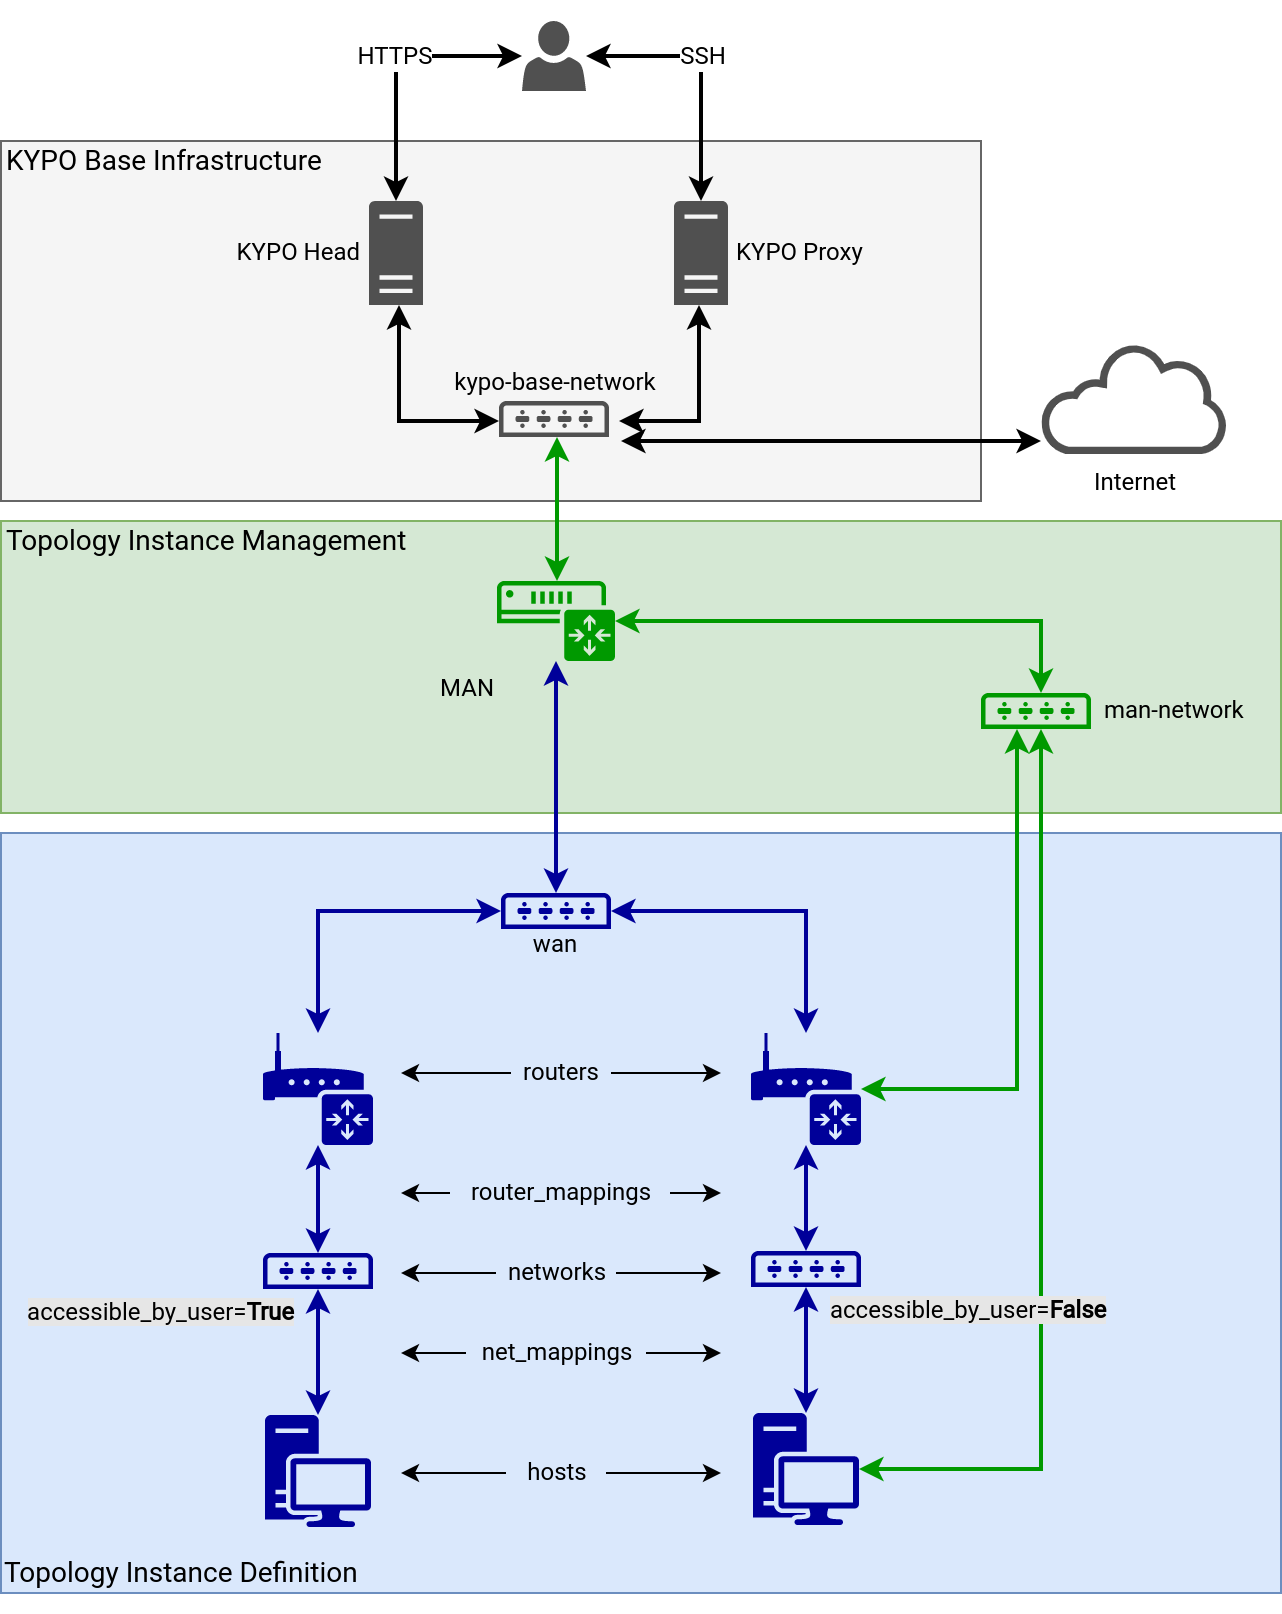 HTTPS
SSH
KYPO Base Infrastructure
KYPO Head
KYPO Proxy
kypo-base-network
Internet
Topology Instance Management
MAN
man-network
wan
routers
router_mappings
networks
accessible_by_user=True
accessible_by_user=False
net_mappings
hosts
Topology Instance Definition